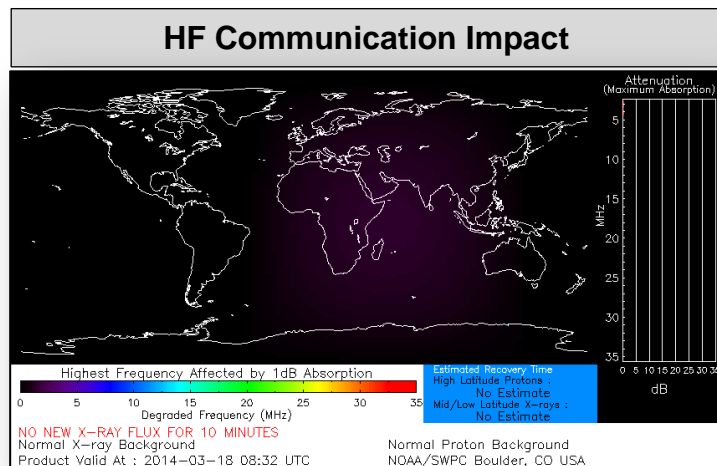 HF Communication Impact
Attenuation
(Maximum Absorption)
5
10
15
20
25
30
35
MHz
0 5 10 15 20 25 30 35
dB
Highest Frequency Affected by 1dB Absorption
0 5 10 15 20 25 30 35
Degraded Frequency (MHz)
Estimated Recovery Time
High Latitude Protons :
No Estimate
Mid/Low Latitude X-rays :
No Estimate
NO NEW X-RAY FLUX FOR 10 MINUTES
Normal X-ray Background
Normal Proton Background
Product Valid At : 2014-03-18 08:32 UTC
NOAA/SWPC Boulder, CO USA